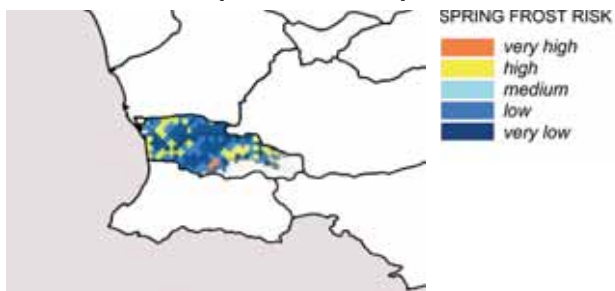 SPRING FROST RISK
very high
high
medium
low
very low